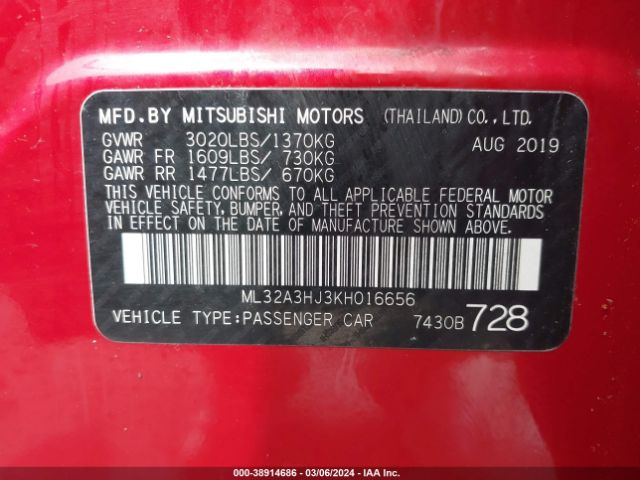 MFD.BY MITSUBISHI MOTORS (THAILAND)CO.,LTD.
GVWR 3020LBS/1370KG AUG 2019
GAWR FR 1609LBS/ 730KG
GAWR RR 1477LBS/ 670KG
THIS VEHICLE CONFORMS TO ALL APPLICABLE FEDERAL MOTOR
VEHICLE SAFETY, BUMPER, AND THEFT PREVENTION STANDARDS
IN EFFECT ON THE DATE OF MANUFACTURE SHOWN ABOVE.
ML32A3HJ3KH016656
VEHICLE TYPE:PASSENGER CAR 7430B 728
000-38914686 - 03/06/2024 - IAA Inc.